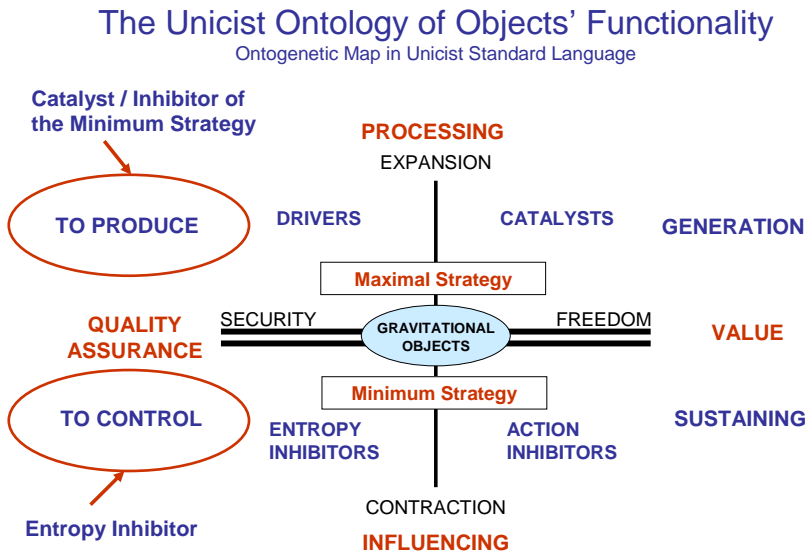 The Unicist Ontology of Objects' Functionality
Ontogenetic Map in Unicist Standard Language
Catalyst / Inhibitor of
the Minimum Strategy
PROCESSING
EXPANSION
TO PRODUCE
DRIVERS
CATALYSTS
GENERATION
Maximal Strategy
QUALITY
ASSURANCE
SECURITY
GRAVITATIONAL
OBJECTS
FREEDOM
VALUE
Minimum Strategy
TO CONTROL
ENTROPY
INHIBITORS
ACTION
INHIBITORS
SUSTAINING
CONTRACTION
Entropy Inhibitor
INFLUENCING